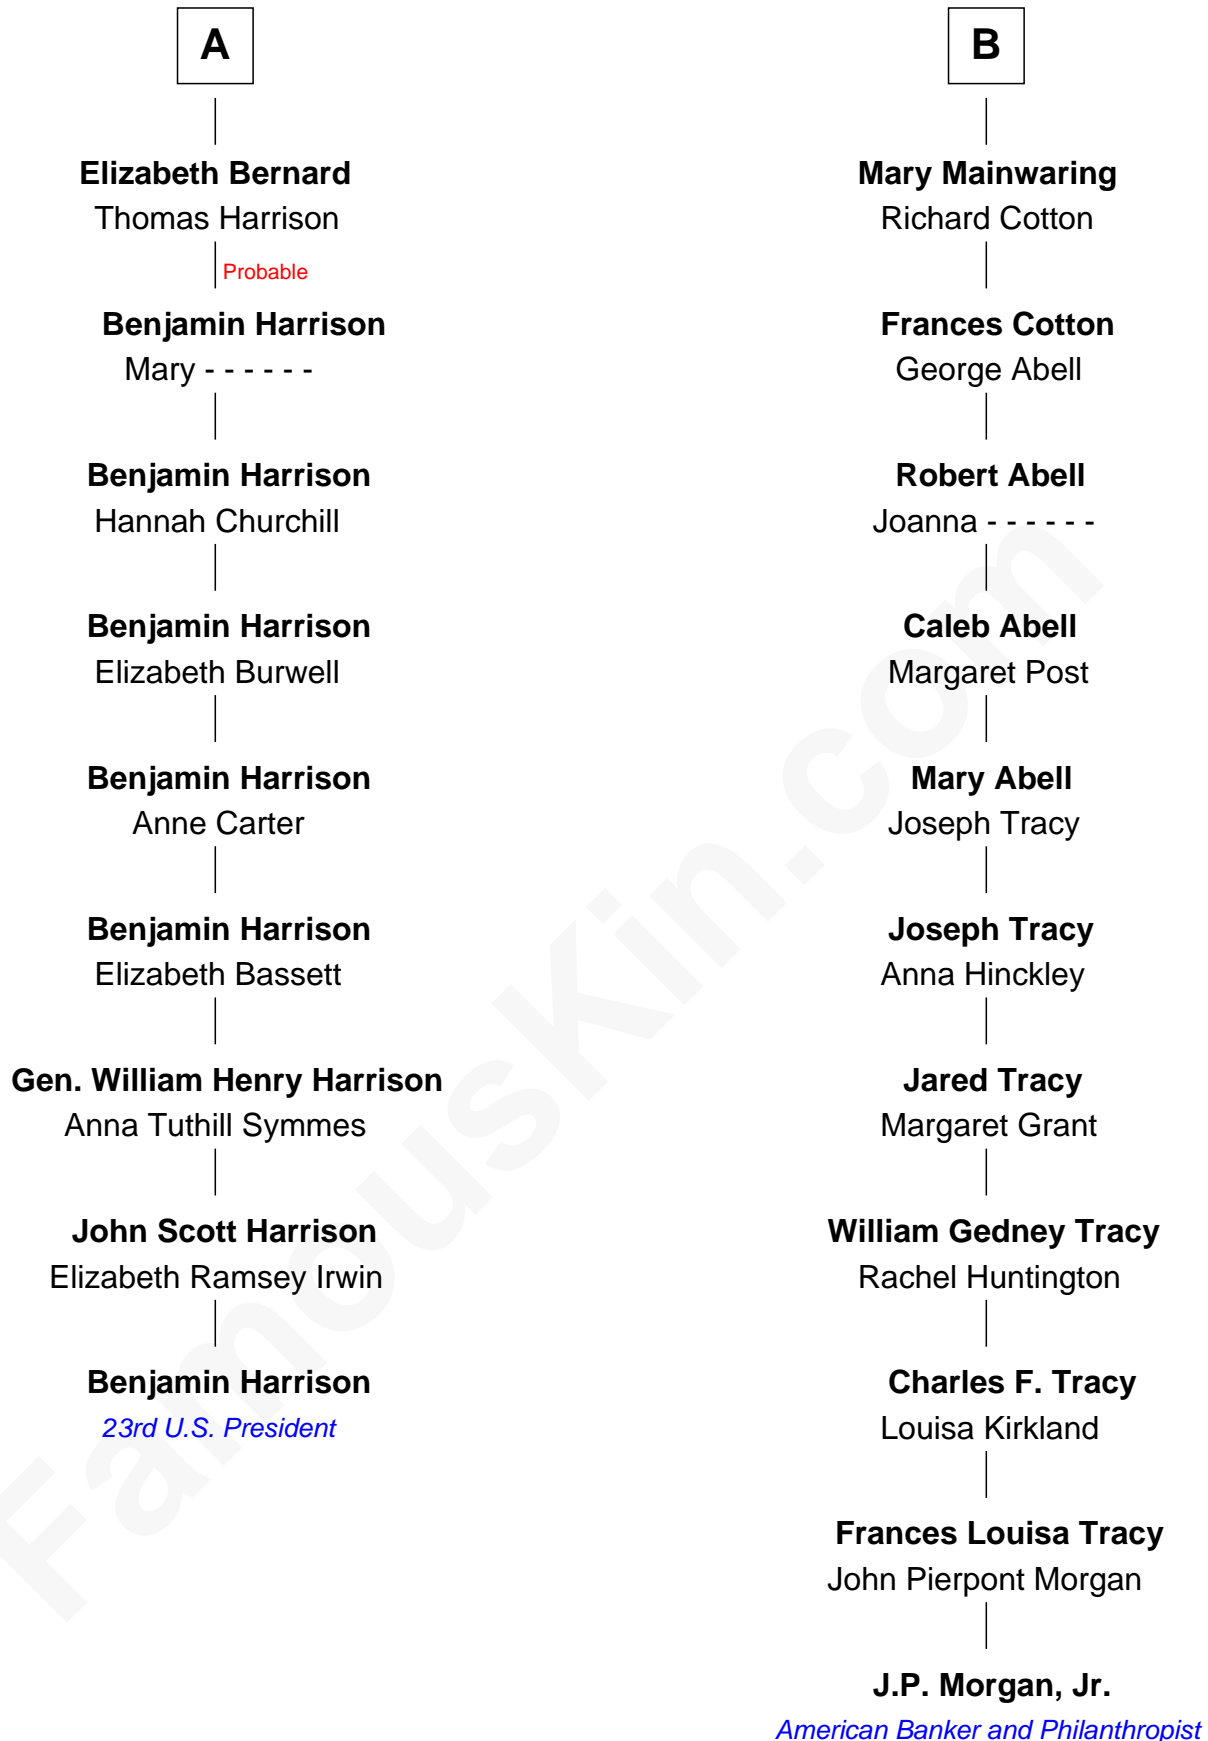 A
Elizabeth Bernard
Thomas Harrison
Probable
Benjamin Harrison
Mary - - - - - -
Benjamin Harrison
Hannah Churchill
Benjamin Harrison
Elizabeth Burwell
Benjamin Harrison
Anne Carter
Benjamin Harrison
Elizabeth Bassett
Gen. William Henry Harrison
Anna Tuthill Symmes
John Scott Harrison
Elizabeth Ramsey Irwin
Benjamin Harrison
23rd U.S. President
B
Mary Mainwaring
Richard Cotton
Frances Cotton
George Abell
Robert Abell
Joanna - - - - - -
Caleb Abell
Margaret Post
Mary Abell
Joseph Tracy
Joseph Tracy
Anna Hinckley
Jared Tracy
Margaret Grant
William Gedney Tracy
Rachel Huntington
Charles F. Tracy
Louisa Kirkland
Frances Louisa Tracy
John Pierpont Morgan
J.P. Morgan, Jr.
American Banker and Philanthropist
FamousKin.com